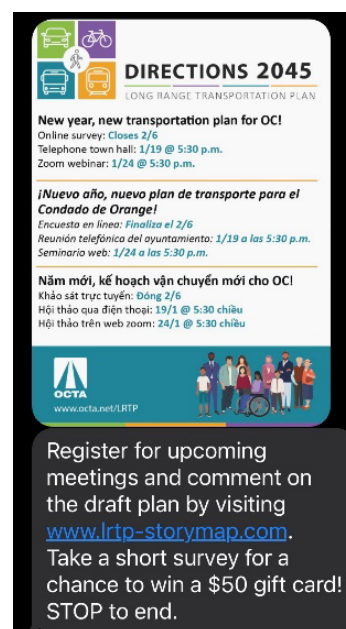 DIRECTIONS 2045
LONG RANGE TRANSPORTATION PLAN
New year, new transportation plan for OC!
Online survey: Closes 2/6
Telephone town hall: 1/19 @ 5:30 p.m.
Zoom webinar: 1/24 @ 5:30 p.m.
¡Nuevo año, nuevo plan de transporte para el
Condado de Orange!
Encuesta en línea: Finaliza el 2/6
Reunión telefónica del ayuntamiento: 1/19 a las 5:30 p.m.
Seminario web: 1/24 a las 5:30 p.m.
Năm mới, kế hoạch vận chuyển mới cho OC!
Khảo sát trực tuyến: Đóng 2/6
Hội thảo qua điện thoại: 19/1 @ 5:30 chiều
Hội thảo trên web zoom: 24/1 @ 5:30 chiều
OCTA
www.octa.net/LRTP
Register for upcoming
meetings and comment on
the draft plan by visiting
www.lrtp-storymap.com.
Take a short survey for a
chance to win a $50 gift card!
STOP to end.